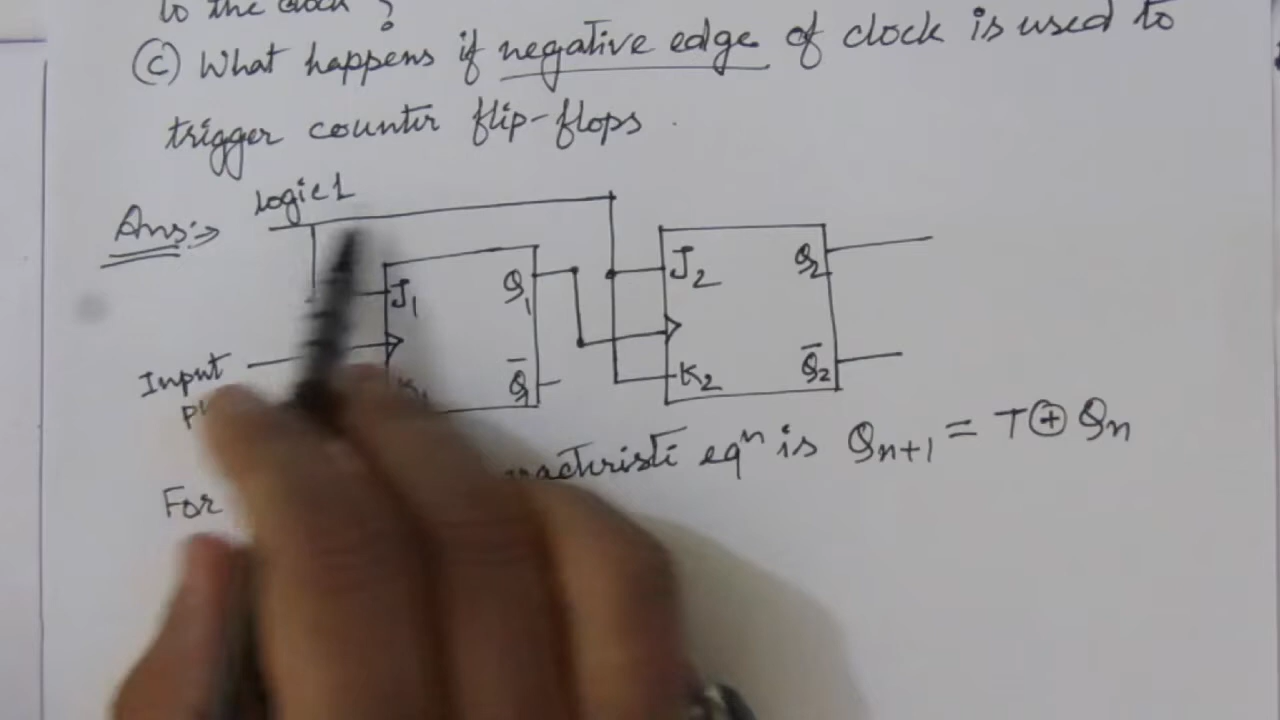 to the clock?
(C) What happens if negative edge of clock is used to
trigger counter flip-flops.
Logic 1
Ans:→
J1 Q1 J2 Q2
Input
Q̄1 K2 Q̄2
eqn is Qn+1 = T⊕Qn
For